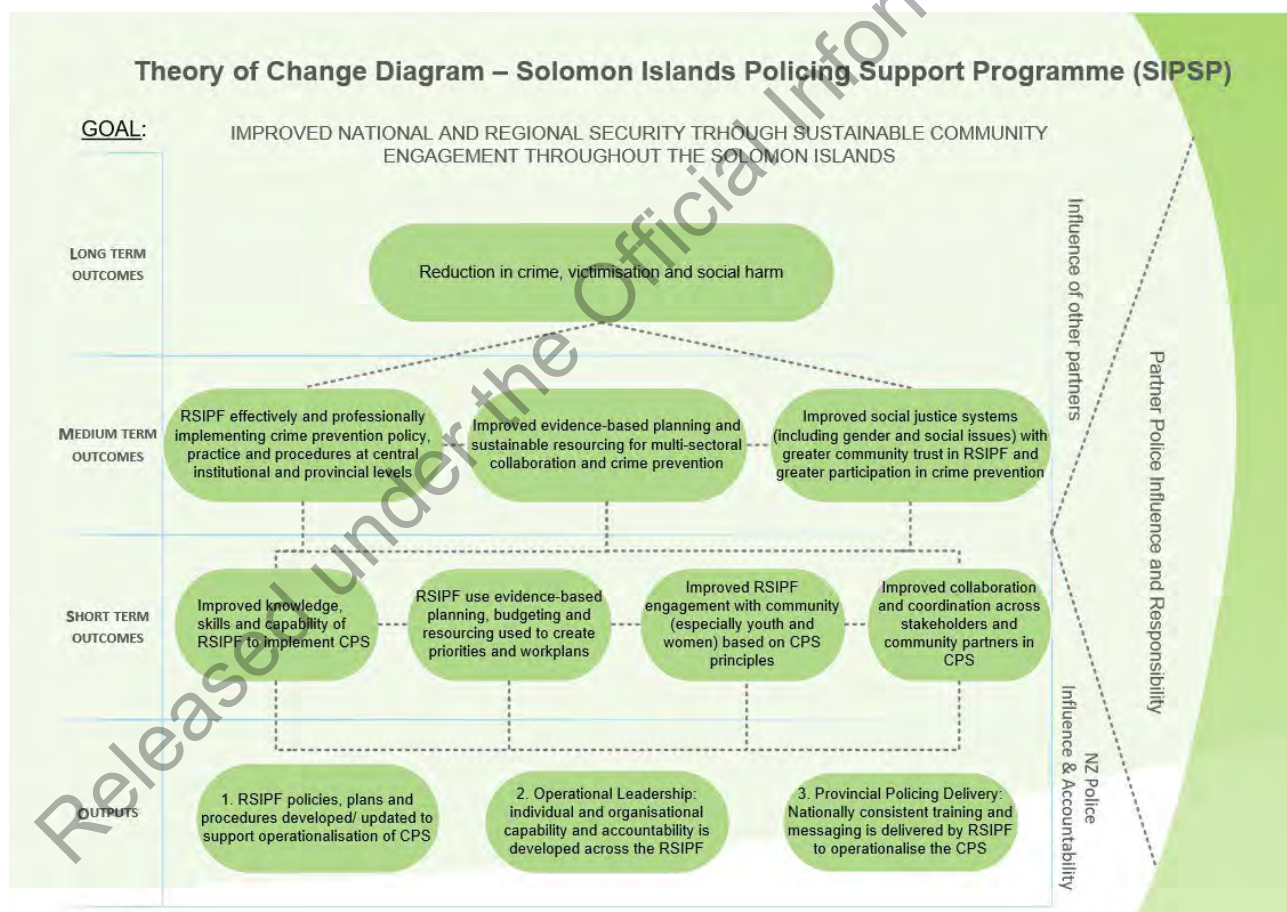 Theory of Change Diagram – Solomon Islands Policing Support Programme (SIPSP)
GOAL:
IMPROVED NATIONAL AND REGIONAL SECURITY TRHOUGH SUSTAINABLE COMMUNITY
ENGAGEMENT THROUGHOUT THE SOLOMON ISLANDS
LONG TERM
OUTCOMES
Reduction in crime, victimisation and social harm
MEDIUM TERM
OUTCOMES
RSIPF effectively and professionally
implementing crime prevention policy,
practice and procedures at central
institutional and provincial levels
Improved evidence-based planning and
sustainable resourcing for multi-sectoral
collaboration and crime prevention
Improved social justice systems
(including gender and social issues) with
greater community trust in RSIPF and
greater participation in crime prevention
SHORT TERM
OUTCOMES
Improved knowledge,
skills and capability of
RSIPF to implement CPS
RSIPF use evidence-based
planning, budgeting and
resourcing used to create
priorities and workplans
Improved RSIPF
engagement with community
(especially youth and
women) based on CPS
principles
Improved collaboration
and coordination across
stakeholders and
community partners in
CPS
OUTPUTS
1. RSIPF policies, plans and
procedures developed/ updated to
support operationalisation of CPS
2. Operational Leadership:
individual and organisational
capability and accountability is
developed across the RSIPF
3. Provincial Policing Delivery:
Nationally consistent training and
messaging is delivered by RSIPF
to operationalise the CPS
Influence of other partners
NZ Police
Influence & Accountability
Partner Police Influence and Responsibility
Released under the Official